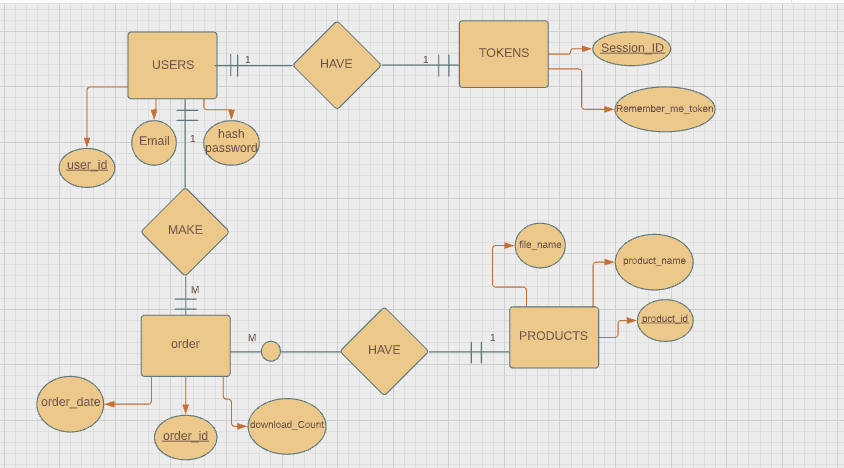 USERS
1
HAVE
1
TOKENS
Session_ID
Remember_me_token
user_id
Email
1
hash
password
MAKE
M
order
M
HAVE
1
PRODUCTS
file_name
product_name
product_id
order_date
order_id
download_Count